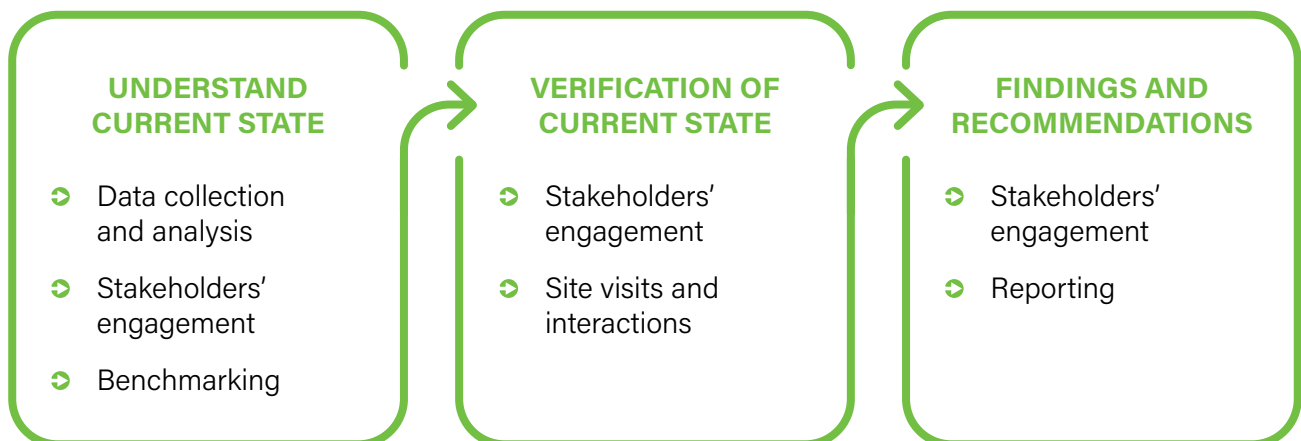 UNDERSTAND
CURRENT STATE
Data collection
and analysis
Stakeholders’
engagement
Benchmarking
VERIFICATION OF
CURRENT STATE
Stakeholders’
engagement
Site visits and
interactions
FINDINGS AND
RECOMMENDATIONS
Stakeholders’
engagement
Reporting